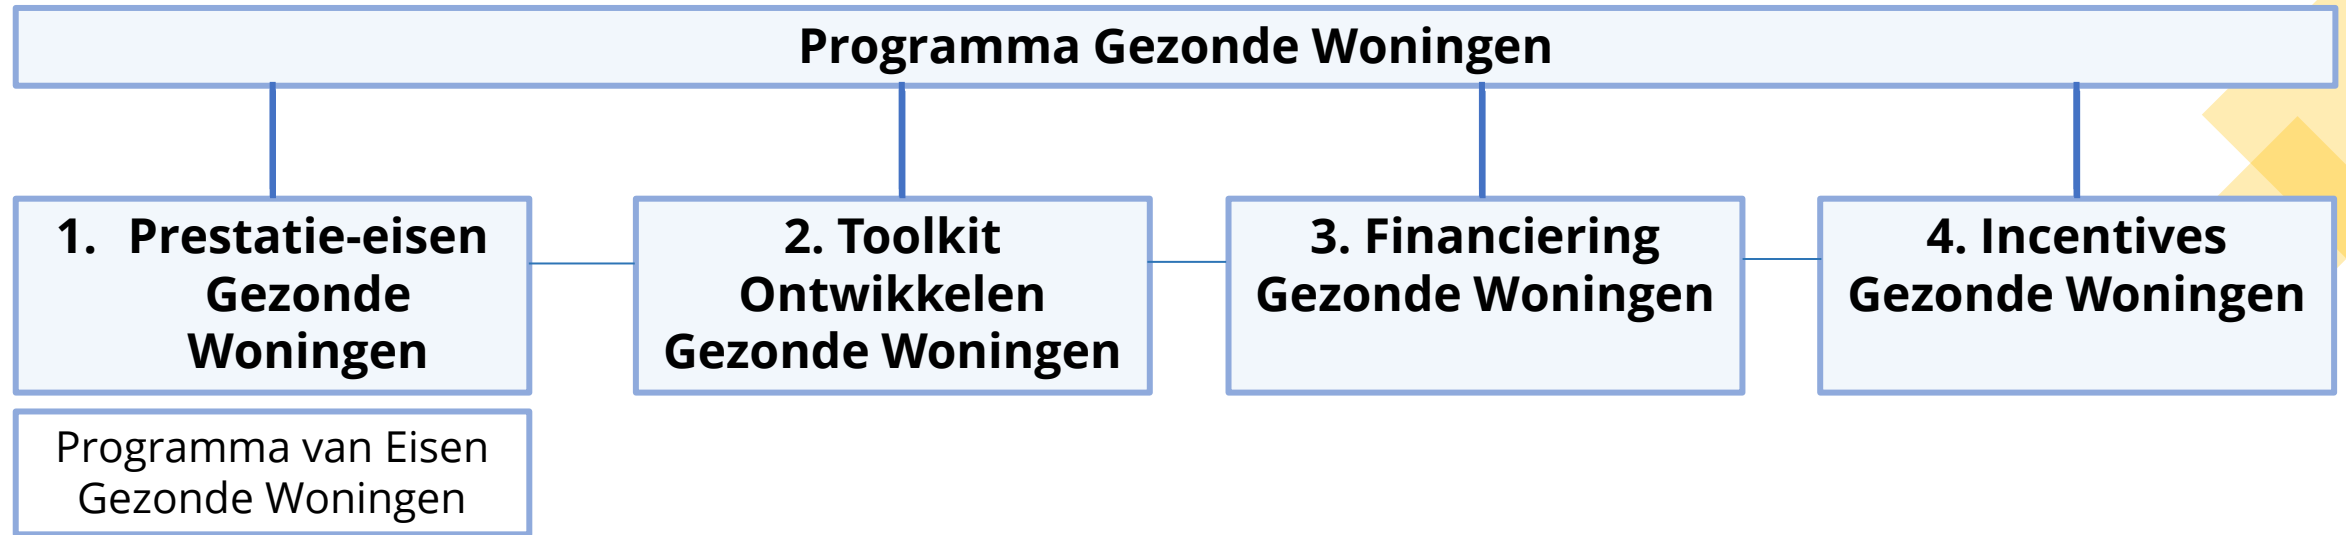 Programma Gezonde Woningen
1. Prestatie-eisen
Gezonde
Woningen
2. Toolkit
Ontwikkelen
Gezonde Woningen
3. Financiering
Gezonde Woningen
4. Incentives
Gezonde Woningen
Programma van Eisen
Gezonde Woningen